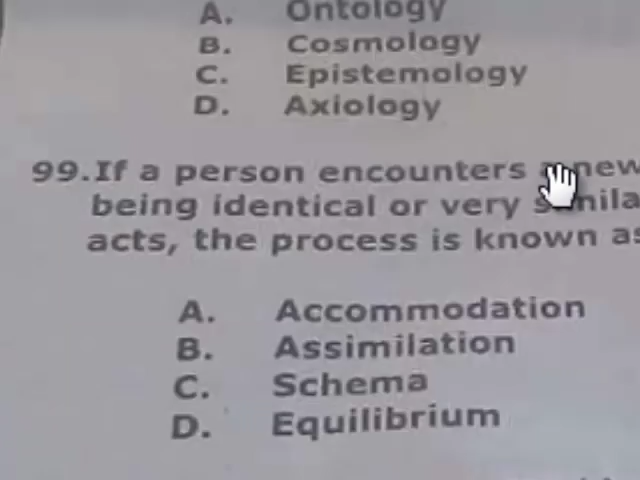 A. Ontology
B. Cosmology
C. Epistemology
D. Axiology
99.If a person encounters a new
being identical or very
acts, the process is known as
A. Accommodation
B. Assimilation
C. Schema
D. Equilibrium